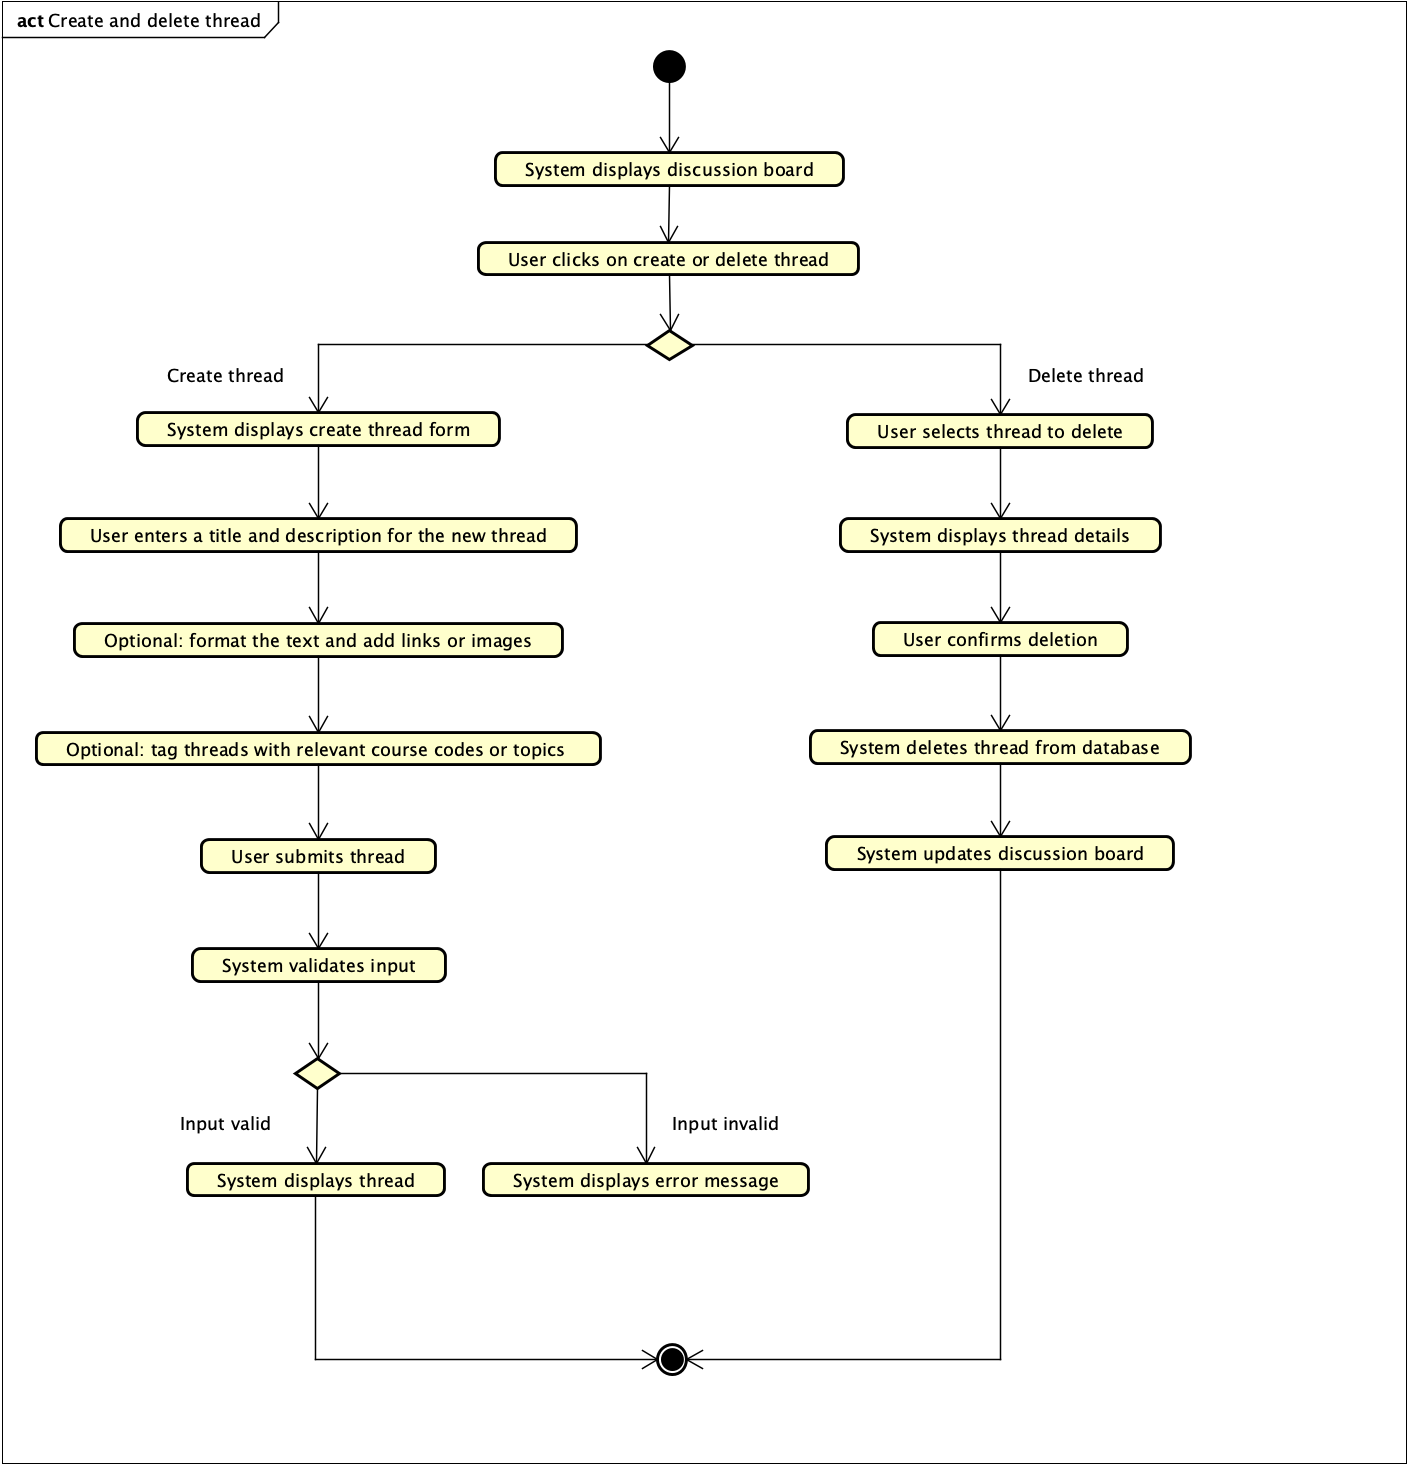 act Create and delete thread
System displays discussion board
User clicks on create or delete thread
Create thread
Delete thread
System displays create thread form
User selects thread to delete
User enters a title and description for the new thread
System displays thread details
Optional: format the text and add links or images
User confirms deletion
Optional: tag threads with relevant course codes or topics
System deletes thread from database
User submits thread
System updates discussion board
System validates input
Input valid
Input invalid
System displays thread
System displays error message